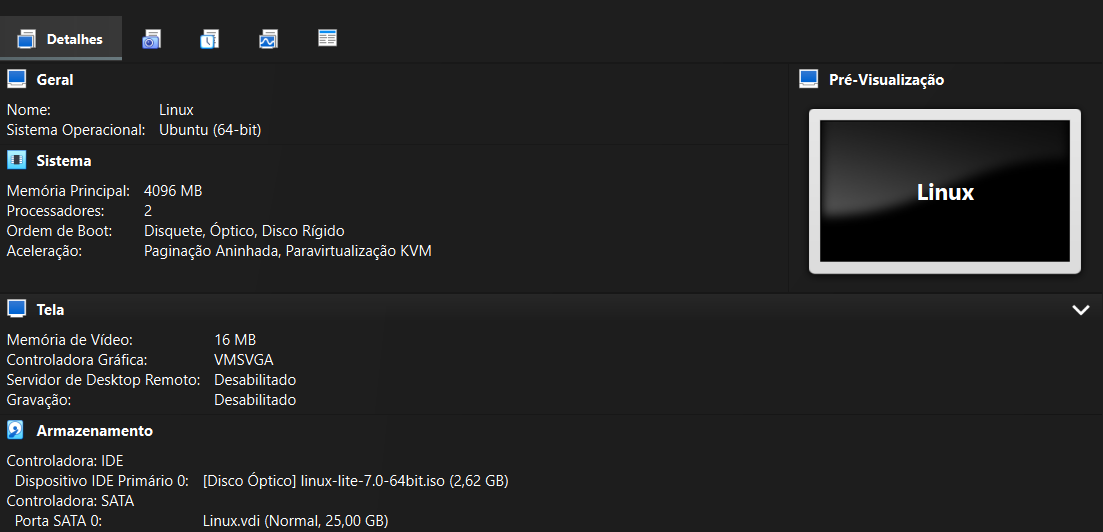 Detalhes
Geral
Nome: Linux
Sistema Operacional: Ubuntu (64-bit)
Pré-Visualização
Linux
Sistema
Memória Principal: 4096 MB
Processadores: 2
Ordem de Boot: Disquete, Óptico, Disco Rígido
Aceleração: Paginação Aninhada, Paravirtualização KVM
Tela
Memória de Vídeo: 16 MB
Controladora Gráfica: VMSVGA
Servidor de Desktop Remoto: Desabilitado
Gravação: Desabilitado
Armazenamento
Controladora: IDE
Dispositivo IDE Primário 0: [Disco Óptico] linux-lite-7.0-64bit.iso (2,62 GB)
Controladora: SATA
Porta SATA 0: Linux.vdi (Normal, 25,00 GB)